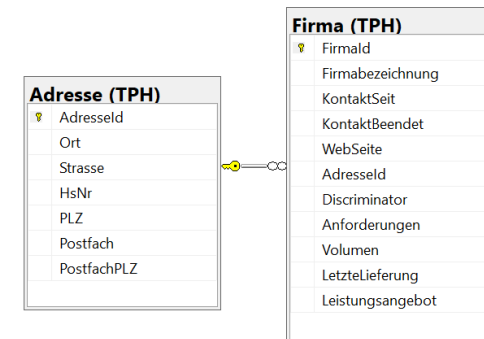 Adresse (TPH)
AdresseId
Ort
Strasse
HsNr
PLZ
Postfach
PostfachPLZ
Firma (TPH)
FirmaId
Firmabezeichnung
KontaktSeit
KontaktBeendet
WebSeite
AdresseId
Discriminator
Anforderungen
Volumen
LetzteLieferung
Leistungsangebot